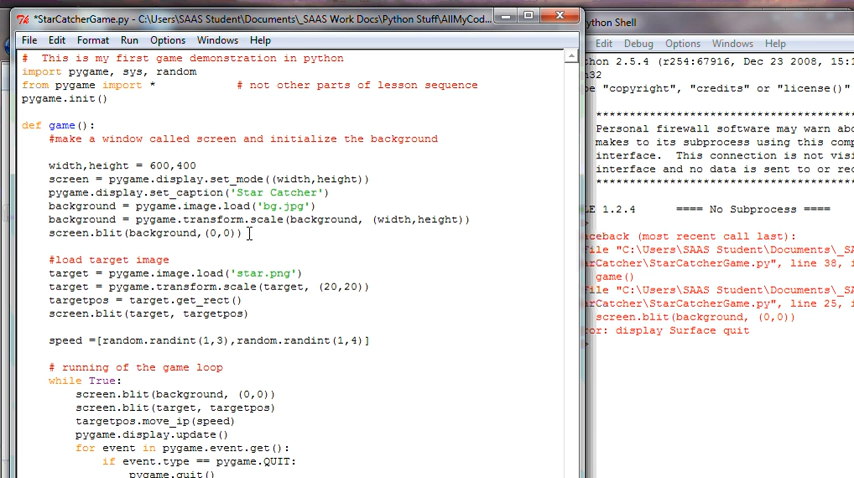 *StarCatcherGame.py - C:\Users\SAAS Student\Documents\_SAAS Work Docs\Python Stuff\AllMyCod...
File Edit Format Run Options Windows Help
#  This is my first game demonstration in python
import pygame, sys, random
from pygame import *            # not other parts of lesson sequence
pygame.init()
def game():
#make a window called screen and initialize the background
width,height = 600,400
screen = pygame.display.set_mode((width,height))
pygame.display.set_caption('Star Catcher')
background = pygame.image.load('bg.jpg')
background = pygame.transform.scale(background, (width,height))
screen.blit(background,(0,0))
#load target image
target = pygame.image.load('star.png')
target = pygame.transform.scale(target, (20,20))
targetpos = target.get_rect()
screen.blit(target, targetpos)
speed =[random.randint(1,3),random.randint(1,4)]
# running of the game loop
while True:
screen.blit(background, (0,0))
screen.blit(target, targetpos)
targetpos.move_ip(speed)
pygame.display.update()
for event in pygame.event.get():
if event.type == pygame.QUIT:
pygame.quit()
ython Shell
Edit Debug Options Windows Help
hon 2.5.4 (r254:67916, Dec 23 2008, 15:1
n32
e "copyright", "credits" or "license()"
***********************************
Personal firewall software may warn abo
makes to its subprocess using this comp
interface.  This connection is not visi
interface and no data is sent to or rec
***********************************
LE 1.2.4      ==== No Subprocess ====
aceback (most recent call last):
File "C:\Users\SAAS Student\Documents\_SA
arCatcher\StarCatcherGame.py", line 38, i
game()
File "C:\Users\SAAS Student\Documents\_SA
arCatcher\StarCatcherGame.py", line 25, i
screen.blit(background, (0,0))
ror: display Surface quit